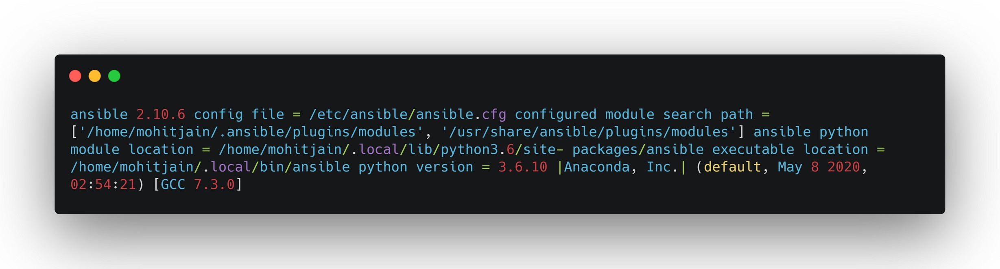 ansible 2.10.6 config file = /etc/ansible/ansible.cfg configured module search path =
['/home/mohitjain/.ansible/plugins/modules', '/usr/share/ansible/plugins/modules'] ansible python
module location = /home/mohitjain/.local/lib/python3.6/site- packages/ansible executable location =
/home/mohitjain/.local/bin/ansible python version = 3.6.10 |Anaconda, Inc.| (default, May 8 2020,
02:54:21) [GCC 7.3.0]